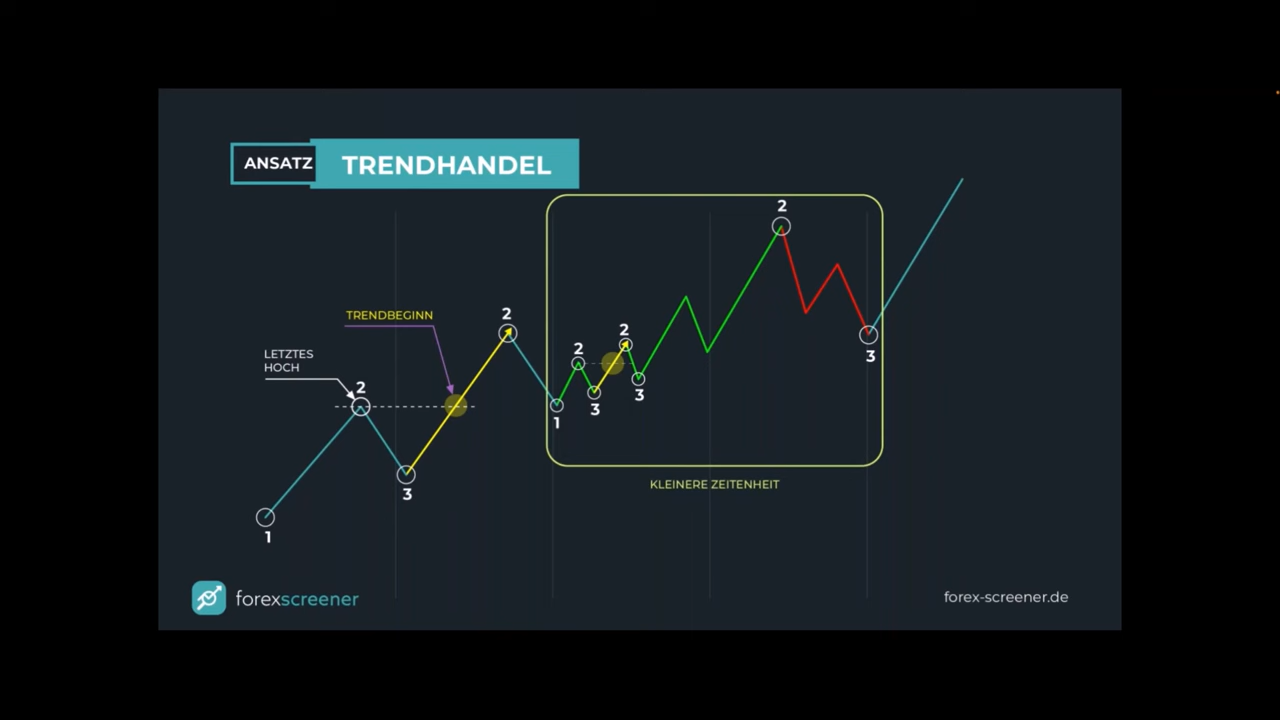 ANSATZ
TRENDHANDEL
2
TRENDBEGINN
2
LETZTES
HOCH
2
2
2
3
3
3
1
3
1
KLEINERE ZEITENHEIT
forexscreener
forex-screener.de